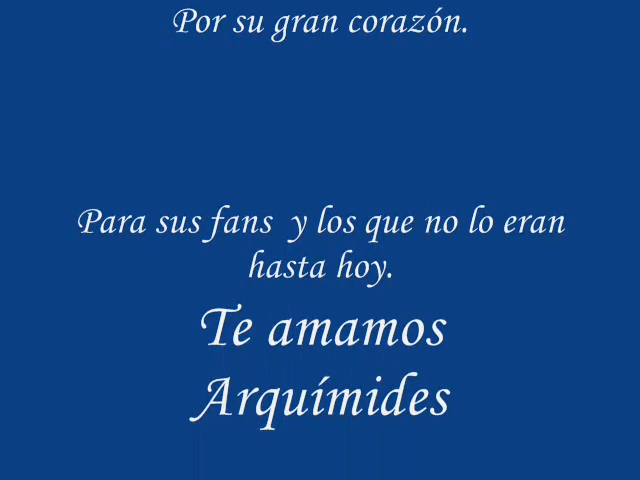 Por su gran corazón.
Para sus fans y los que no lo eran
hasta hoy.
Te amamos
Arquímides